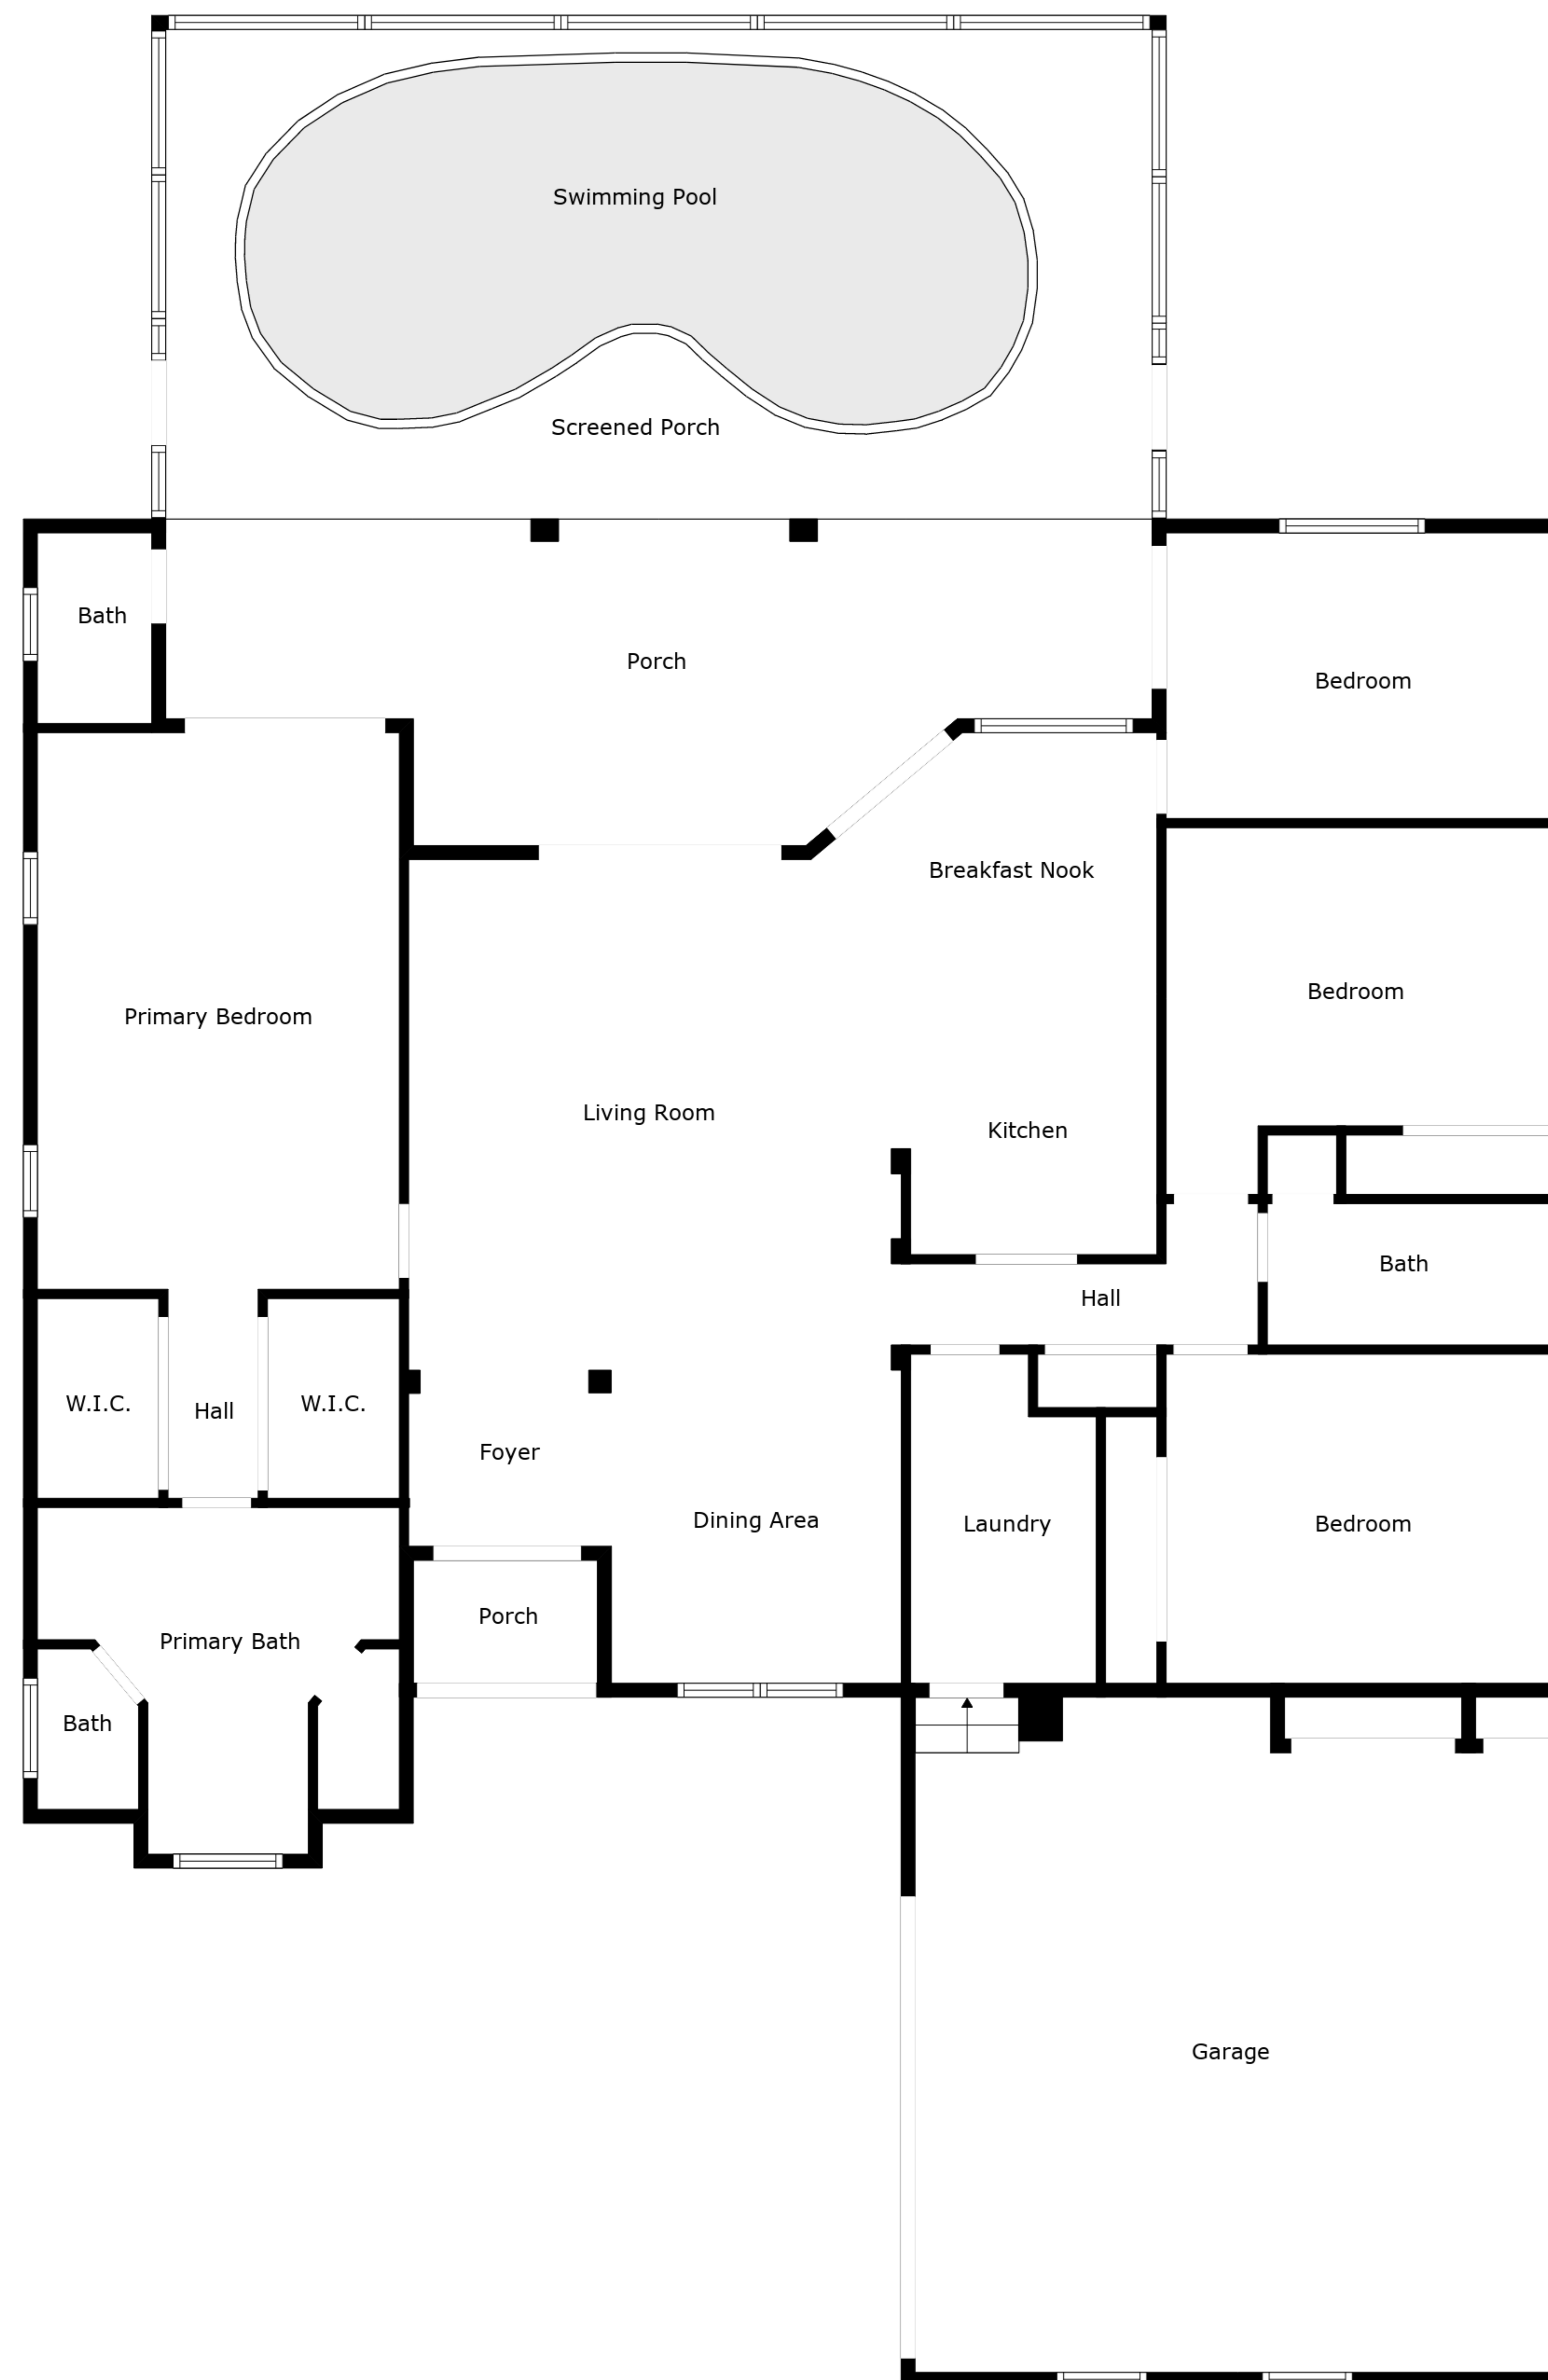 Swimming Pool
Screened Porch
Bath
Porch
Bedroom
Breakfast Nook
Bedroom
Primary Bedroom
Living Room
Kitchen
Bath
Hall
W.I.C.
Hall
W.I.C.
Foyer
Dining Area
Laundry
Bedroom
Porch
Primary Bath
Bath
Garage